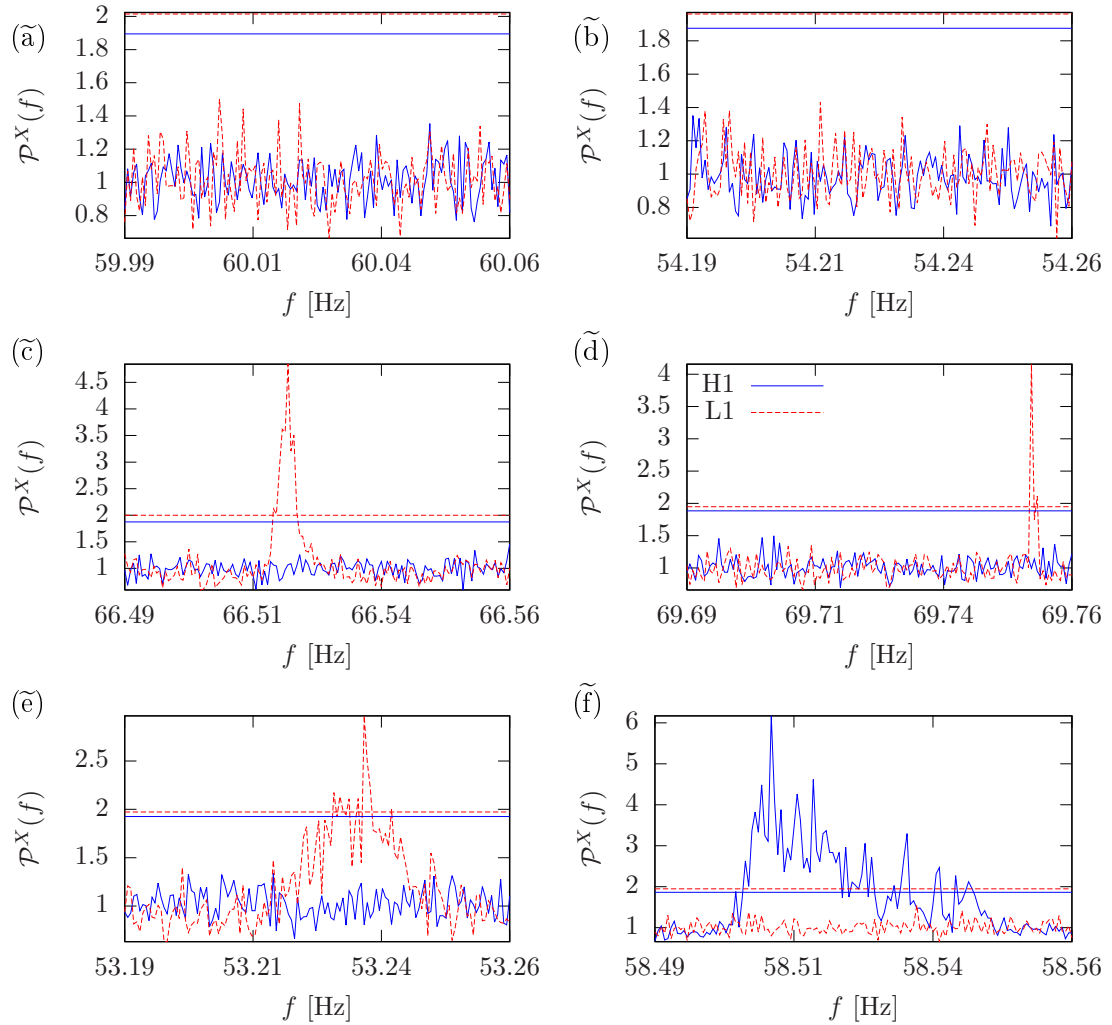 (ã)
2
1.8
1.6
1.4
1.2
1
0.8
𝒫^X(f)
59.99 60.01 60.04 60.06
f [Hz]
(b̃)
1.8
1.6
1.4
1.2
1
0.8
𝒫^X(f)
54.19 54.21 54.24 54.26
f [Hz]
(c̃)
4.5
4
3.5
3
2.5
2
1.5
1
𝒫^X(f)
66.49 66.51 66.54 66.56
f [Hz]
(d̃)
H1
L1
4
3.5
3
2.5
2
1.5
1
𝒫^X(f)
69.69 69.71 69.74 69.76
f [Hz]
(ẽ)
2.5
2
1.5
1
𝒫^X(f)
53.19 53.21 53.24 53.26
f [Hz]
(f̃)
6
5
4
3
2
1
𝒫^X(f)
58.49 58.51 58.54 58.56
f [Hz]